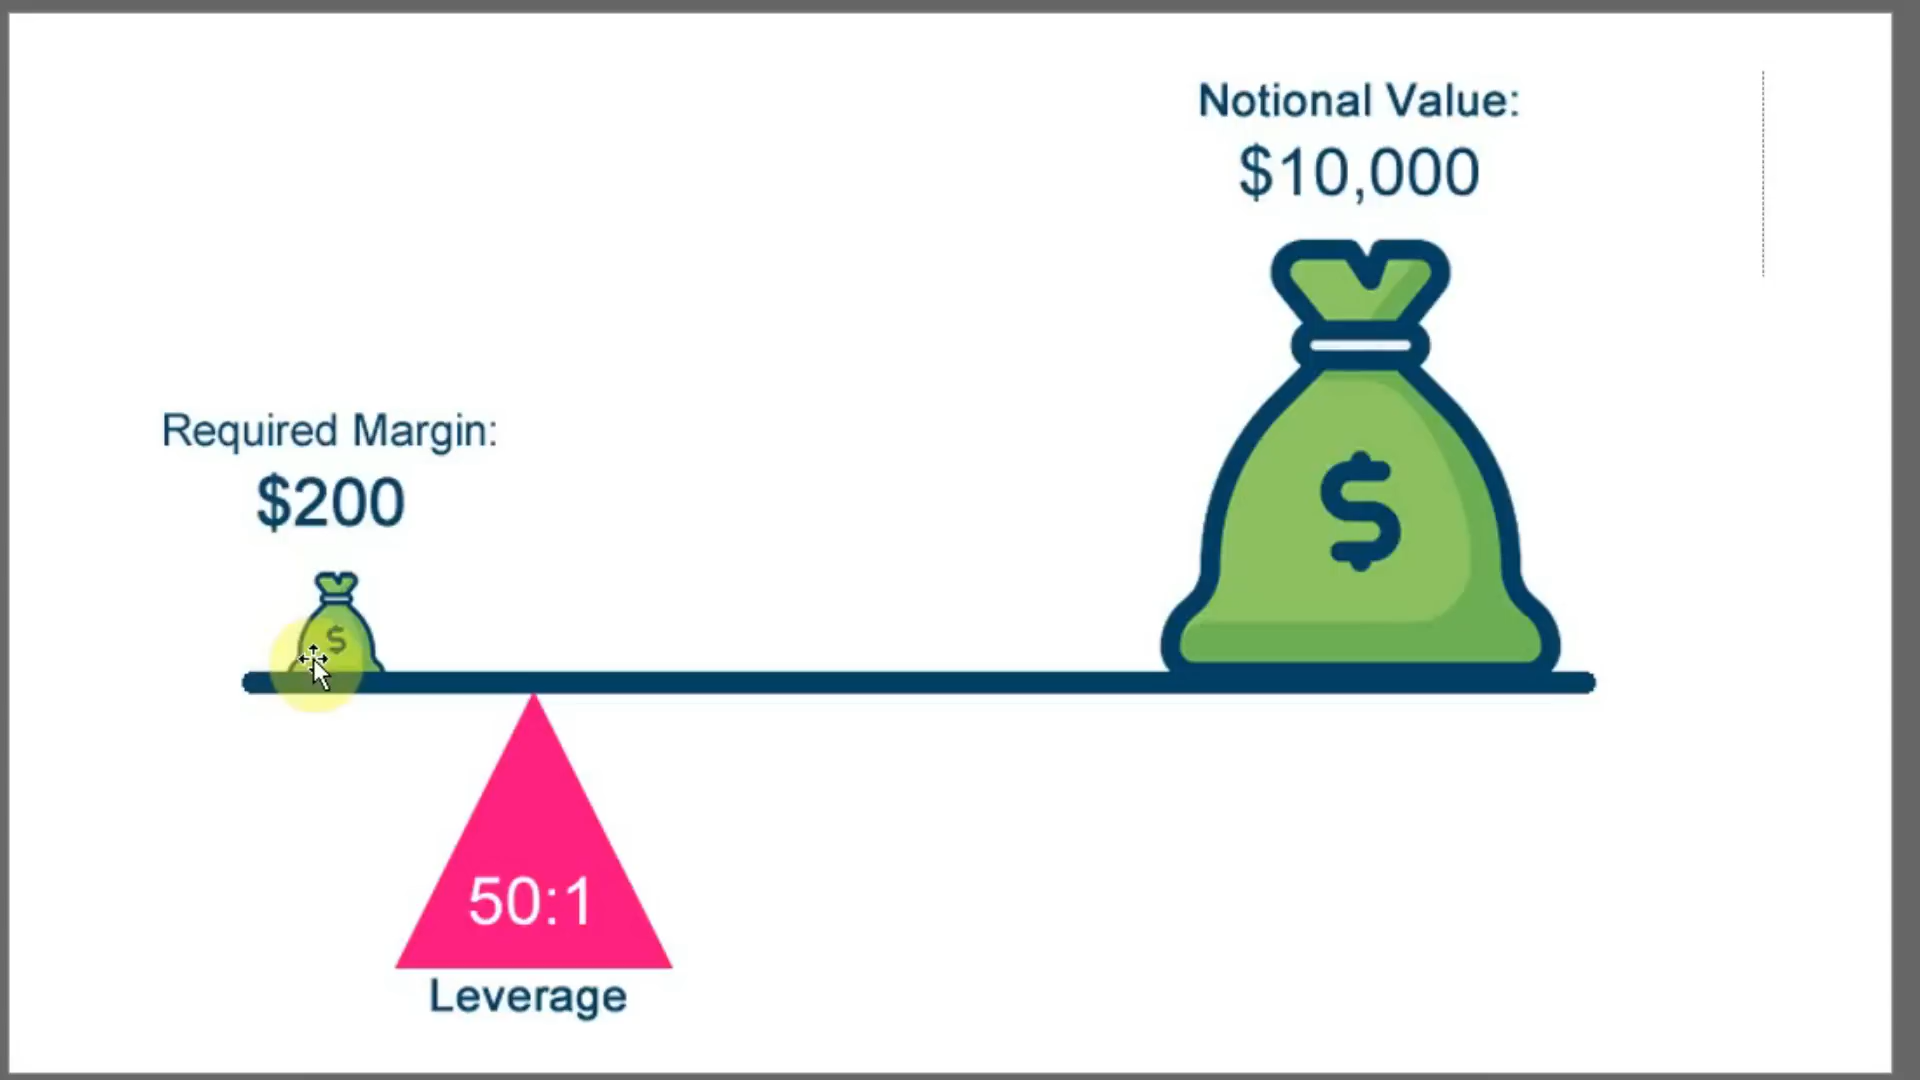 Notional Value:
$10,000
$
Required Margin:
$200
$
50:1
Leverage